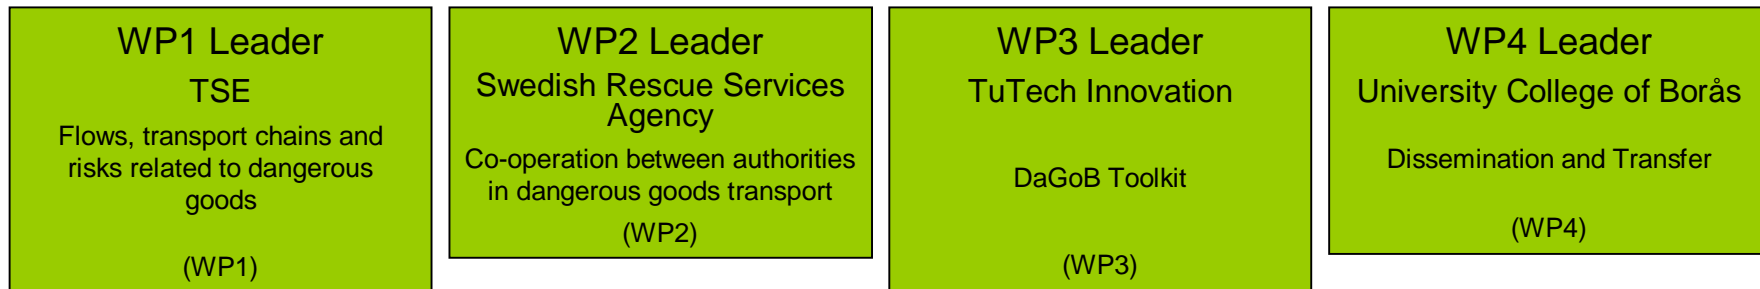 WP1 Leader
TSE
Flows, transport chains and
risks related to dangerous
goods
(WP1)
WP2 Leader
Swedish Rescue Services
Agency
Co-operation between authorities
in dangerous goods transport
(WP2)
WP3 Leader
TuTech Innovation
DaGoB Toolkit
(WP3)
WP4 Leader
University College of Borås
Dissemination and Transfer
(WP4)